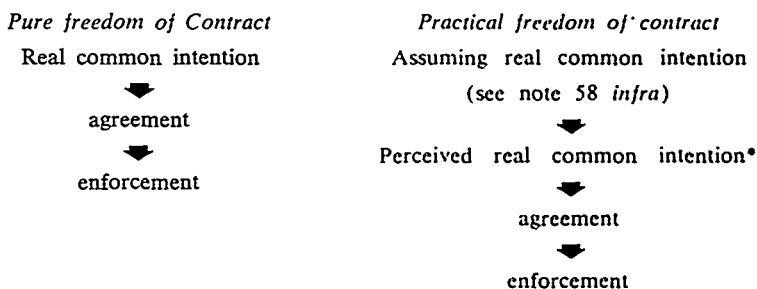 Pure freedom of Contract
Real common intention
agreement
enforcement
Practical freedom of contract
Assuming real common intention
(see note 58 infra)
Perceived real common intention*
agreement
enforcement